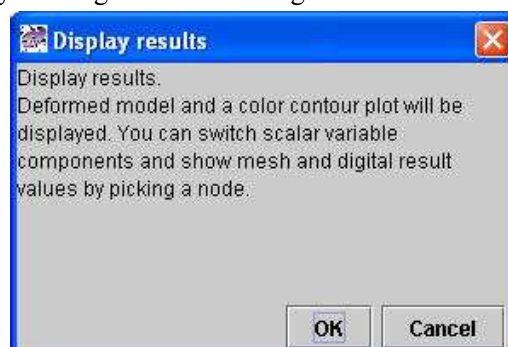 Display results
Display results.
Deformed model and a color contour plot will be
displayed. You can switch scalar variable
components and show mesh and digital result
values by picking a node.
OK Cancel